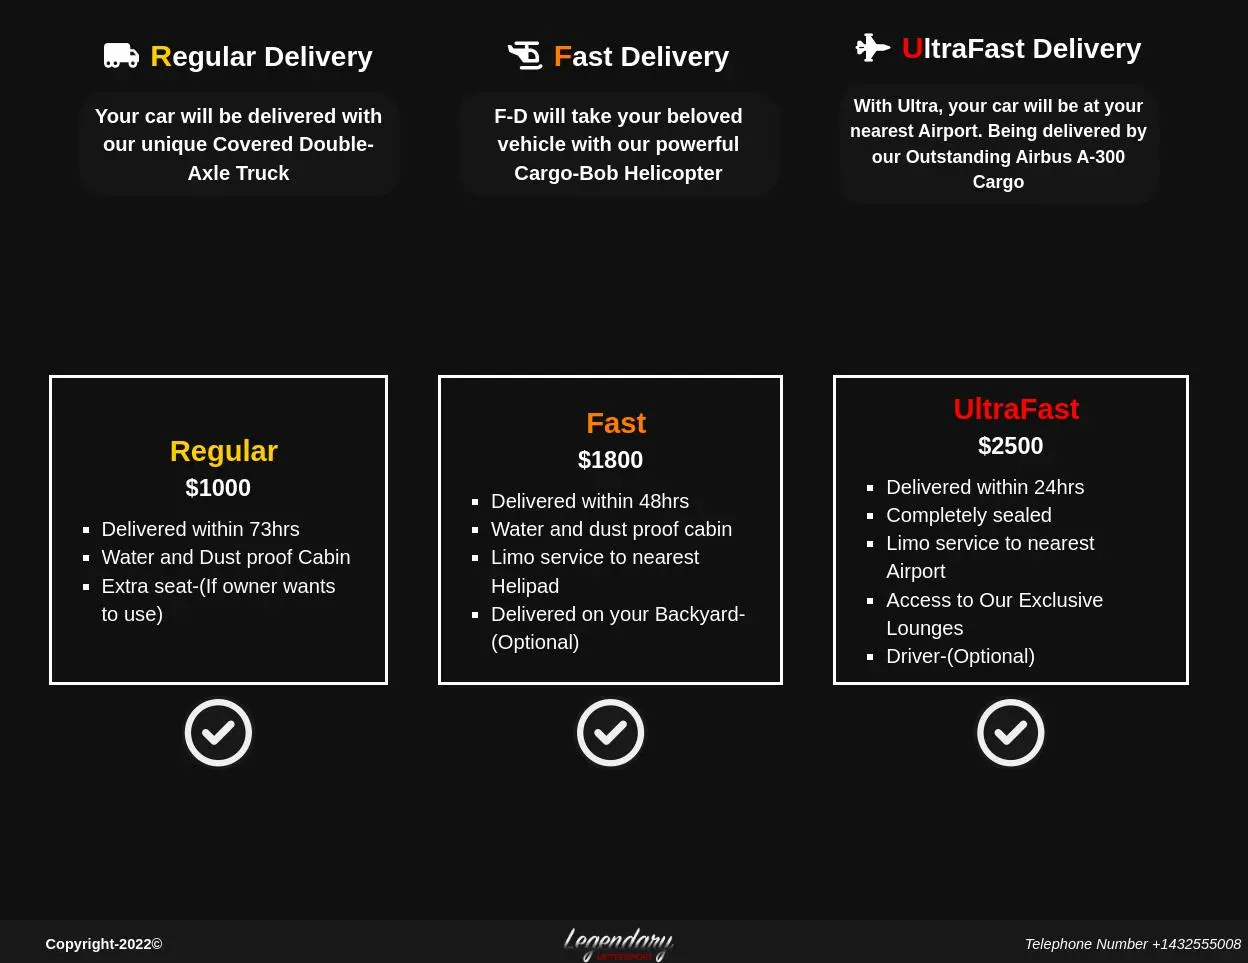 Regular Delivery
Your car will be delivered with
our unique Covered Double-
Axle Truck
Fast Delivery
F-D will take your beloved
vehicle with our powerful
Cargo-Bob Helicopter
UltraFast Delivery
With Ultra, your car will be at your
nearest Airport. Being delivered by
our Outstanding Airbus A-300
Cargo
Regular
$1000
Delivered within 73hrs
Water and Dust proof Cabin
Extra seat-(If owner wants
to use)
Fast
$1800
Delivered within 48hrs
Water and dust proof cabin
Limo service to nearest
Helipad
Delivered on your Backyard-
(Optional)
UltraFast
$2500
Delivered within 24hrs
Completely sealed
Limo service to nearest
Airport
Access to Our Exclusive
Lounges
Driver-(Optional)
Copyright-2022©
Legendary
Telephone Number +1432555008